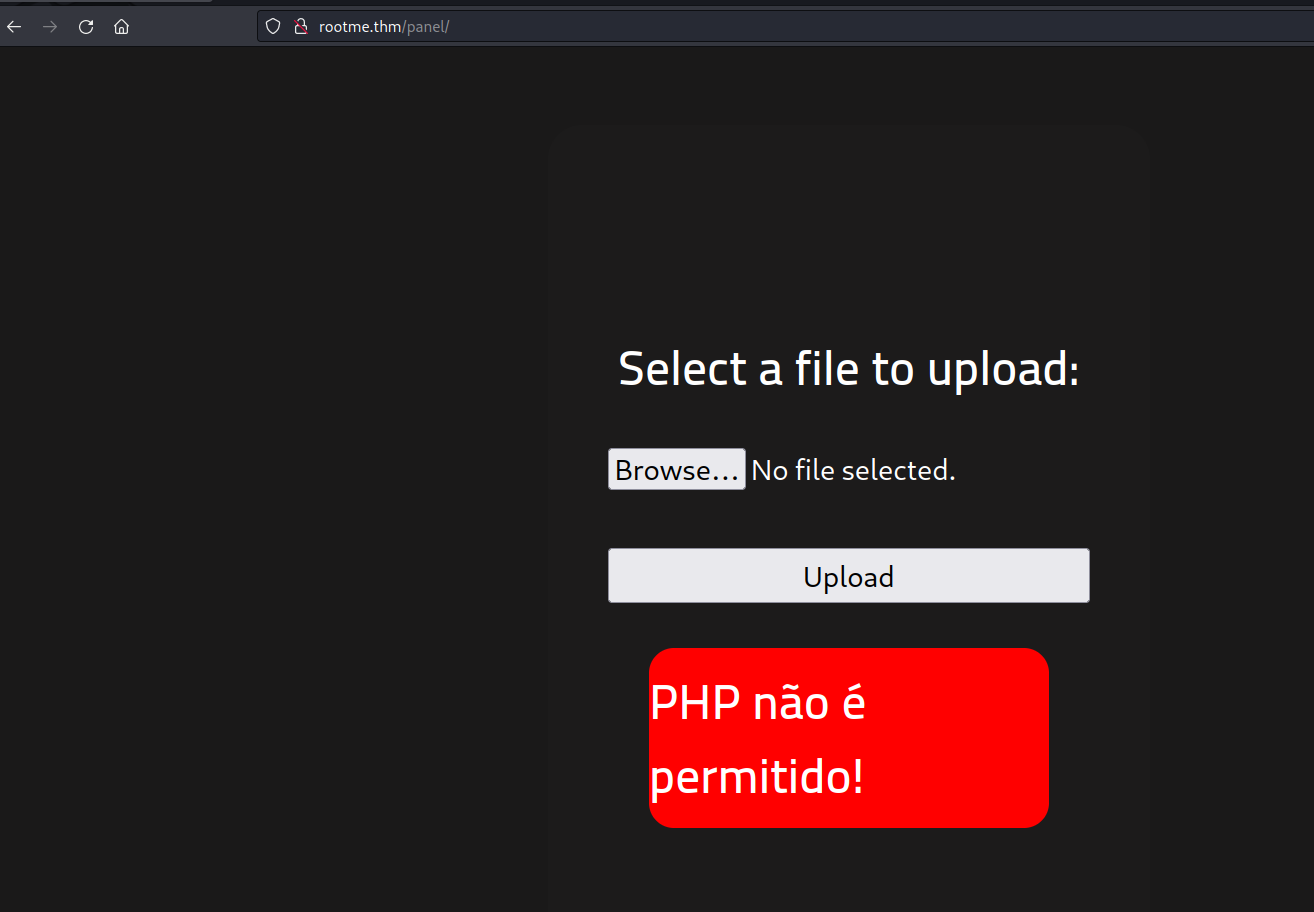 rootme.thm/panel/
Select a file to upload:
Browse... No file selected.
Upload
PHP não é
permitido!